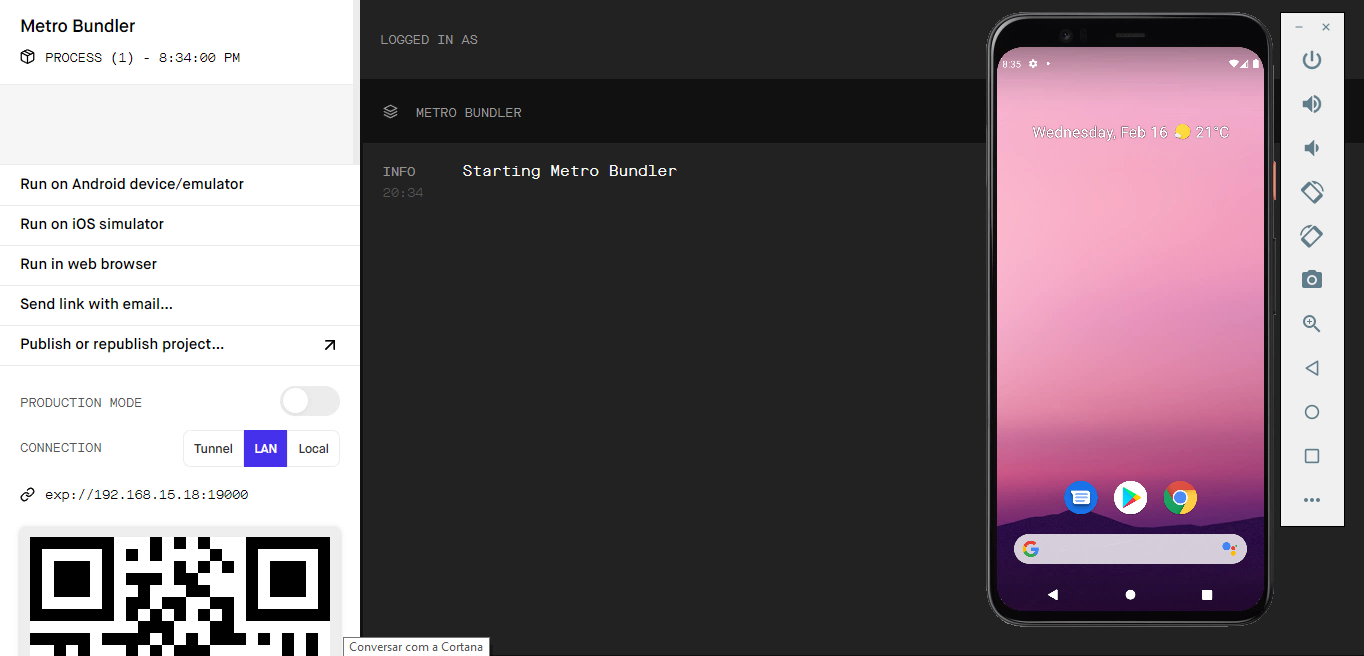 Metro Bundler
PROCESS (1) - 8:34:00 PM
Run on Android device/emulator
Run on iOS simulator
Run in web browser
Send link with email...
Publish or republish project...
PRODUCTION MODE
CONNECTION
Tunnel LAN Local
exp://192.168.15.18:19000
LOGGED IN AS
METRO BUNDLER
INFO Starting Metro Bundler
20:34
Conversar com a Cortana
8:35
Wednesday, Feb 16 21°C